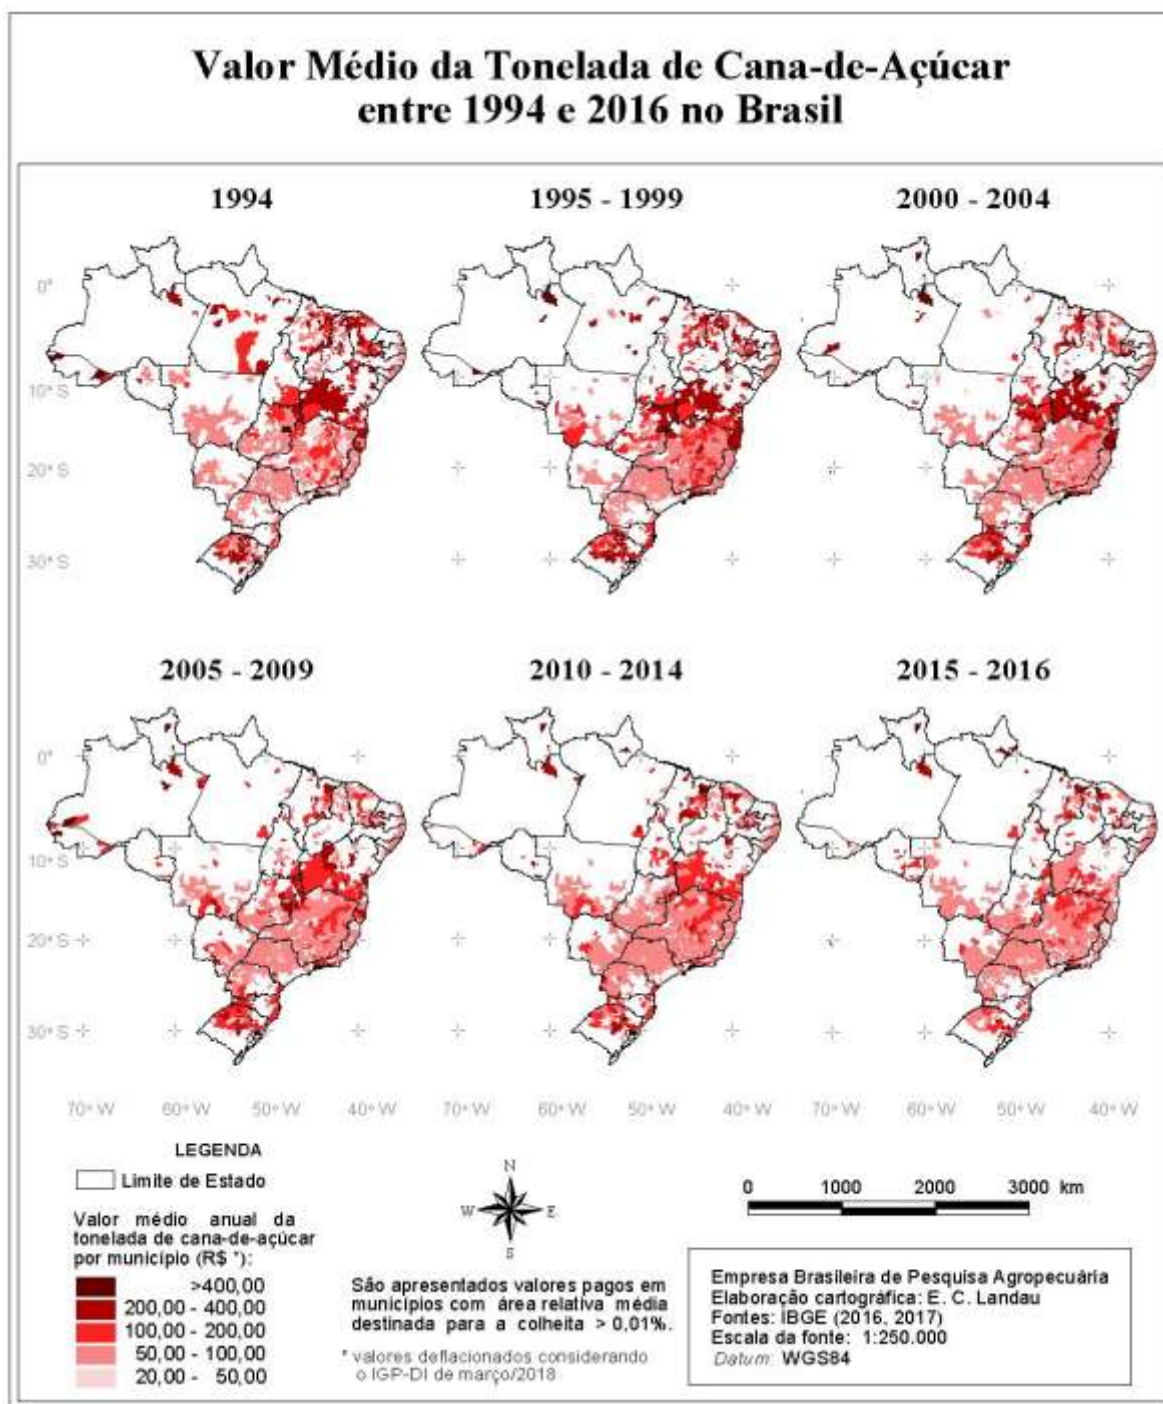 Valor Médio da Tonelada de Cana-de-Açúcar
entre 1994 e 2016 no Brasil
1994
1995 - 1999
2000 - 2004
0°
10° S
20° S
30° S
2005 - 2009
2010 - 2014
2015 - 2016
0°
10° S
20° S
30° S
70° W 60° W 50° W 40° W
70° W 60° W 50° W 40° W
70° W 60° W 50° W 40° W
LEGENDA
Limite de Estado
Valor médio anual da
tonelada de cana-de-açúcar
por município (R$ *):
>400,00
200,00 - 400,00
100,00 - 200,00
50,00 - 100,00
20,00 - 50,00
N
W E
S
São apresentados valores pagos em
municípios com área relativa média
destinada para a colheita > 0,01%.
* valores deflacionados considerando
o IGP-DI de março/2018
0 1000 2000 3000 km
Empresa Brasileira de Pesquisa Agropecuária
Elaboração cartográfica: E. C. Landau
Fontes: IBGE (2016, 2017)
Escala da fonte: 1:250.000
Datum: WGS84